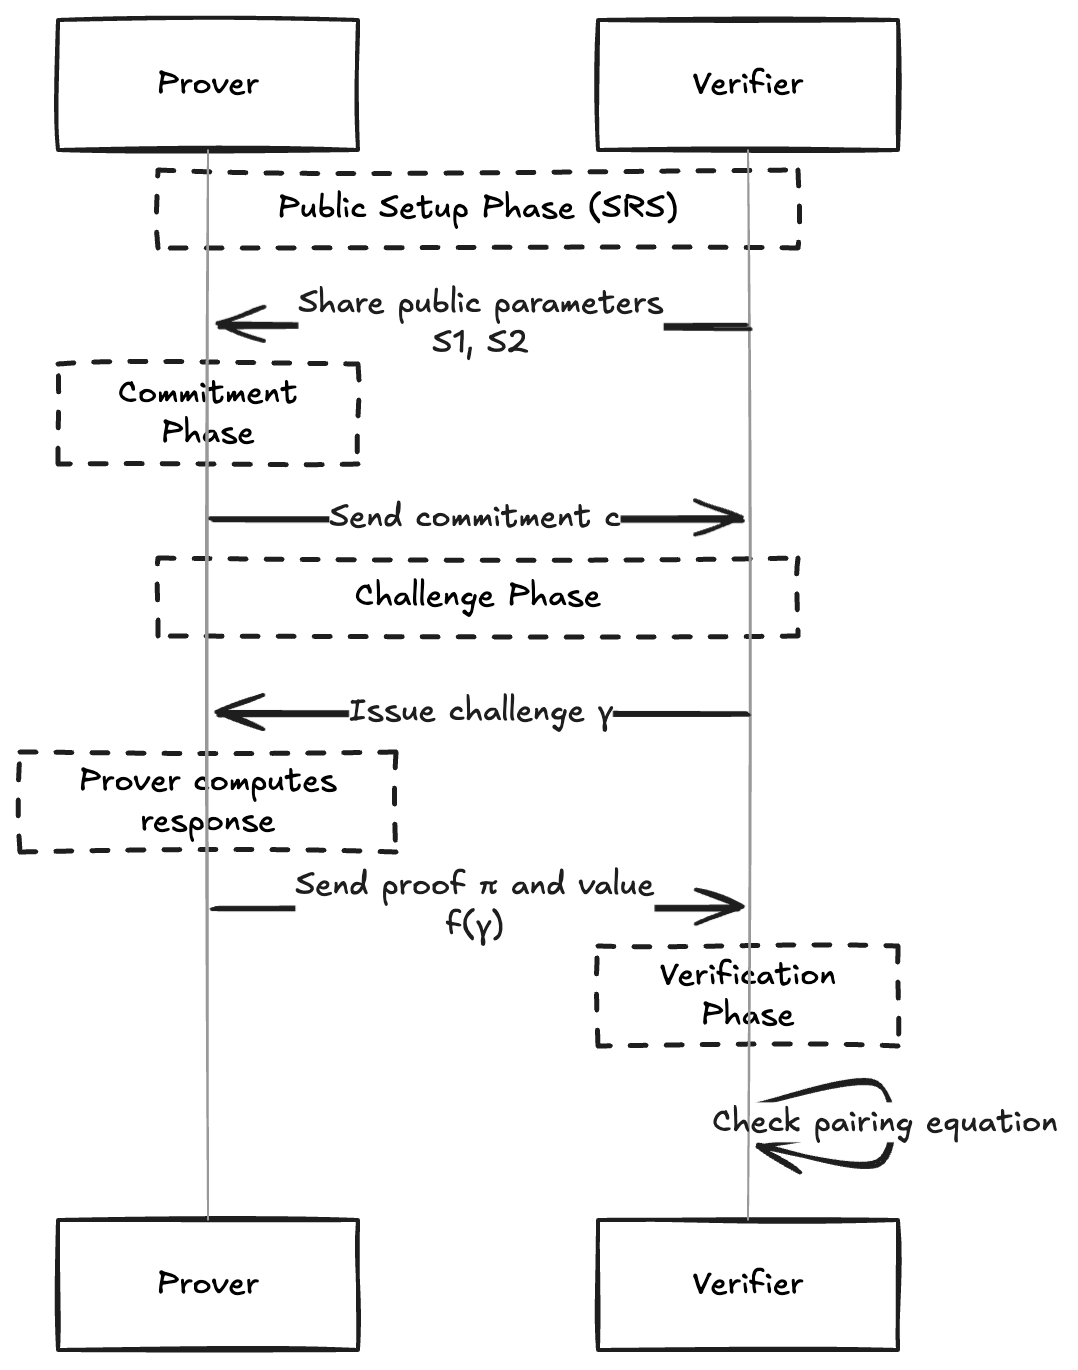 Prover
Verifier
Public Setup Phase (SRS)
Share public parameters
S1, S2
Commitment
Phase
Send commitment c
Challenge Phase
Issue challenge γ
Prover computes
response
Send proof π and value
f(γ)
Verification
Phase
Check pairing equation
Prover
Verifier